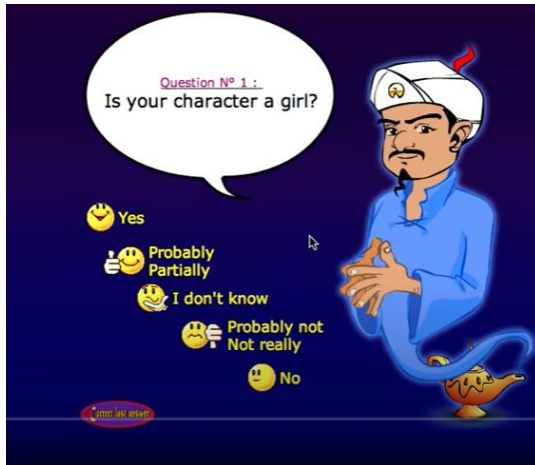 Question N° 1 :
Is your character a girl?
Yes
Probably
Partially
I don't know
Probably not
Not really
No
Correct last answer